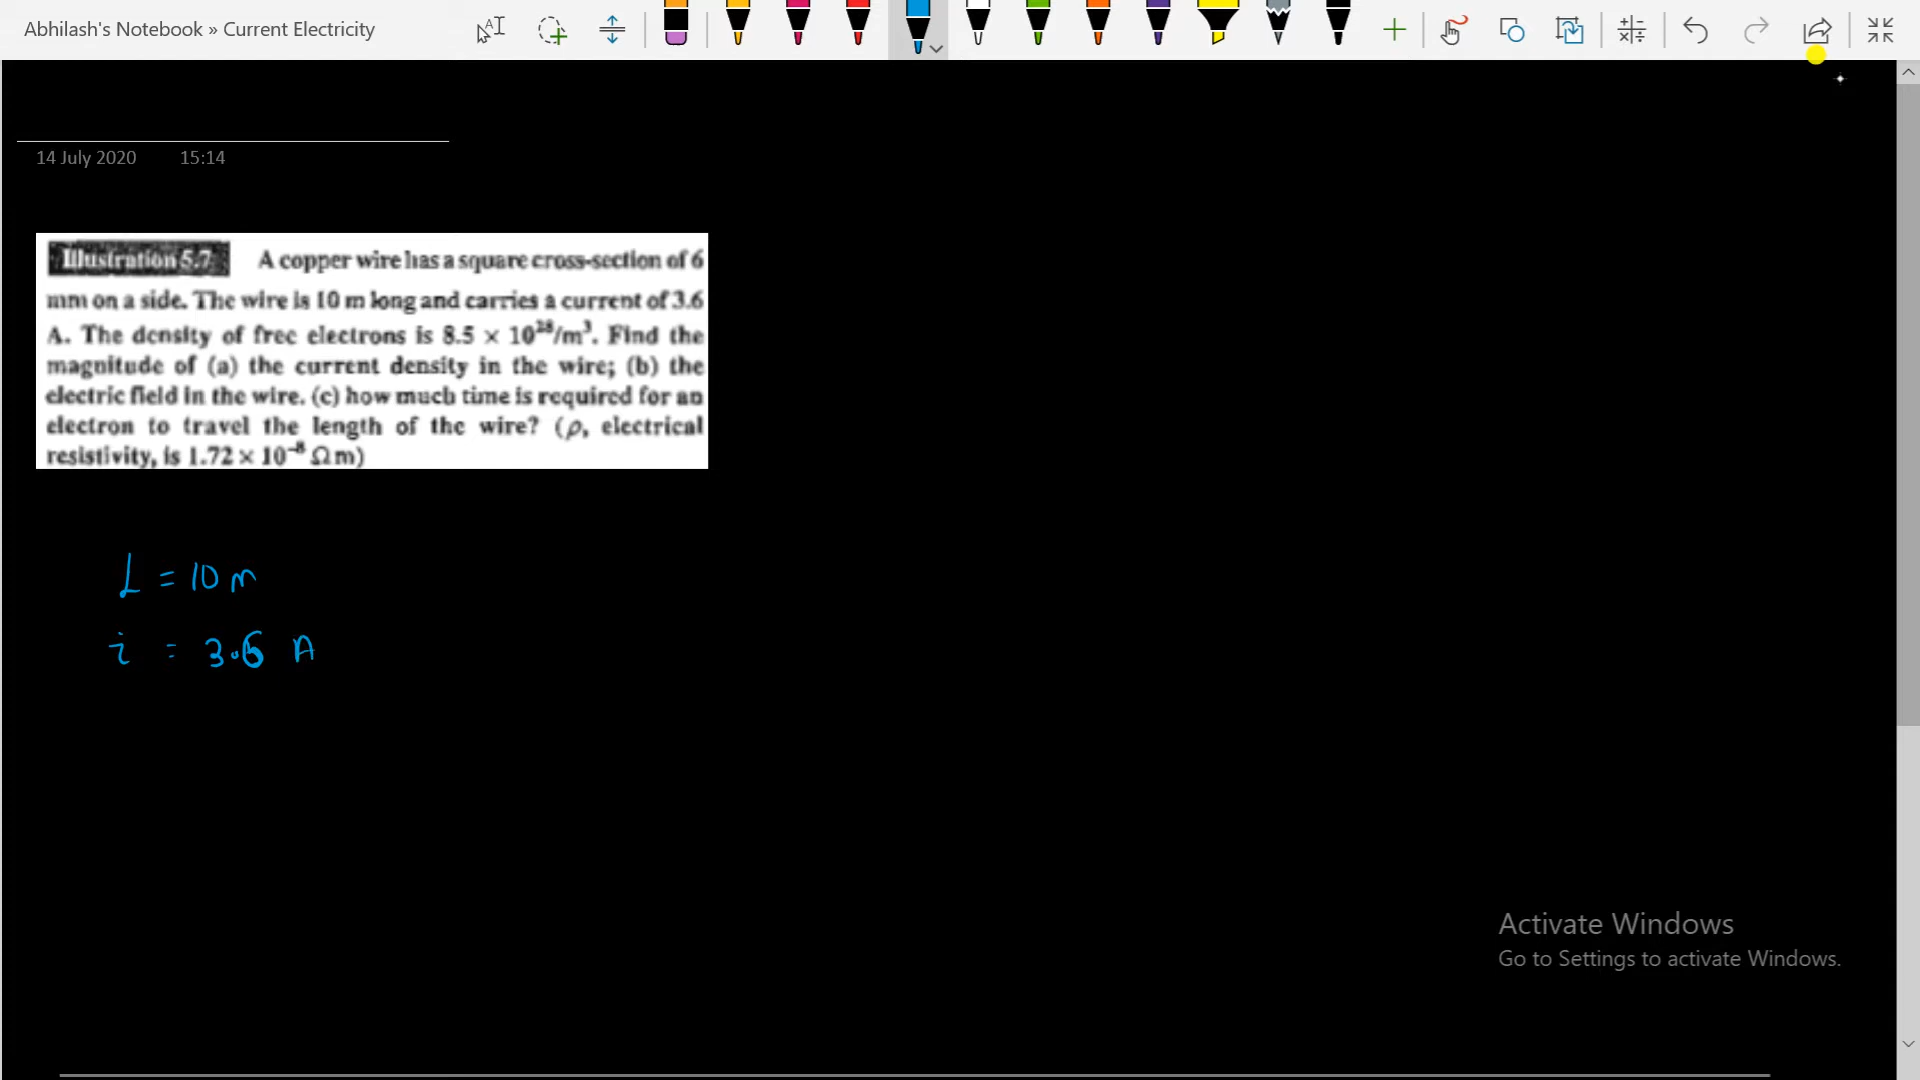 Abhilash's Notebook » Current Electricity
14 July 2020 15:14
Illustration 5.7 A copper wire has a square cross-section of 6
mm on a side. The wire is 10 m long and carries a current of 3.6
A. The density of free electrons is 8.5 × 10²⁸/m³. Find the
magnitude of (a) the current density in the wire; (b) the
electric field in the wire. (c) how much time is required for an
electron to travel the length of the wire? (ρ, electrical
resistivity, is 1.72 × 10⁻⁸ Ωm)
L = 10 m
i = 3.6 A
Activate Windows
Go to Settings to activate Windows.